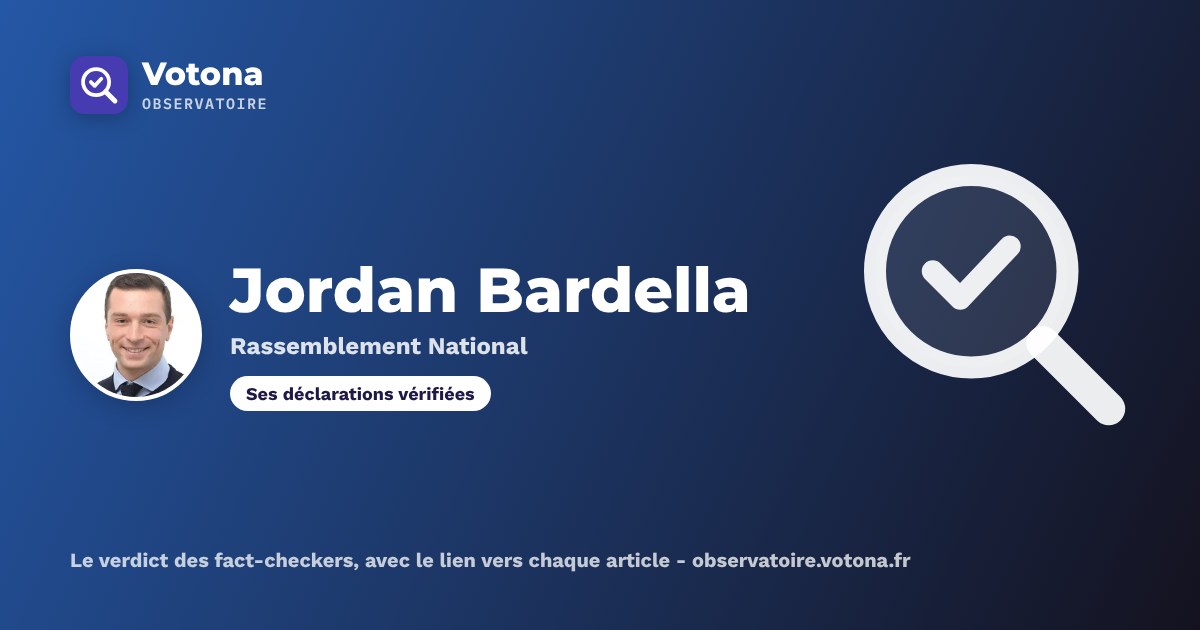 Votona
OBSERVATOIRE
Jordan Bardella
Rassemblement National
Ses déclarations vérifiées
Le verdict des fact-checkers, avec le lien vers chaque article - observatoire.votona.fr